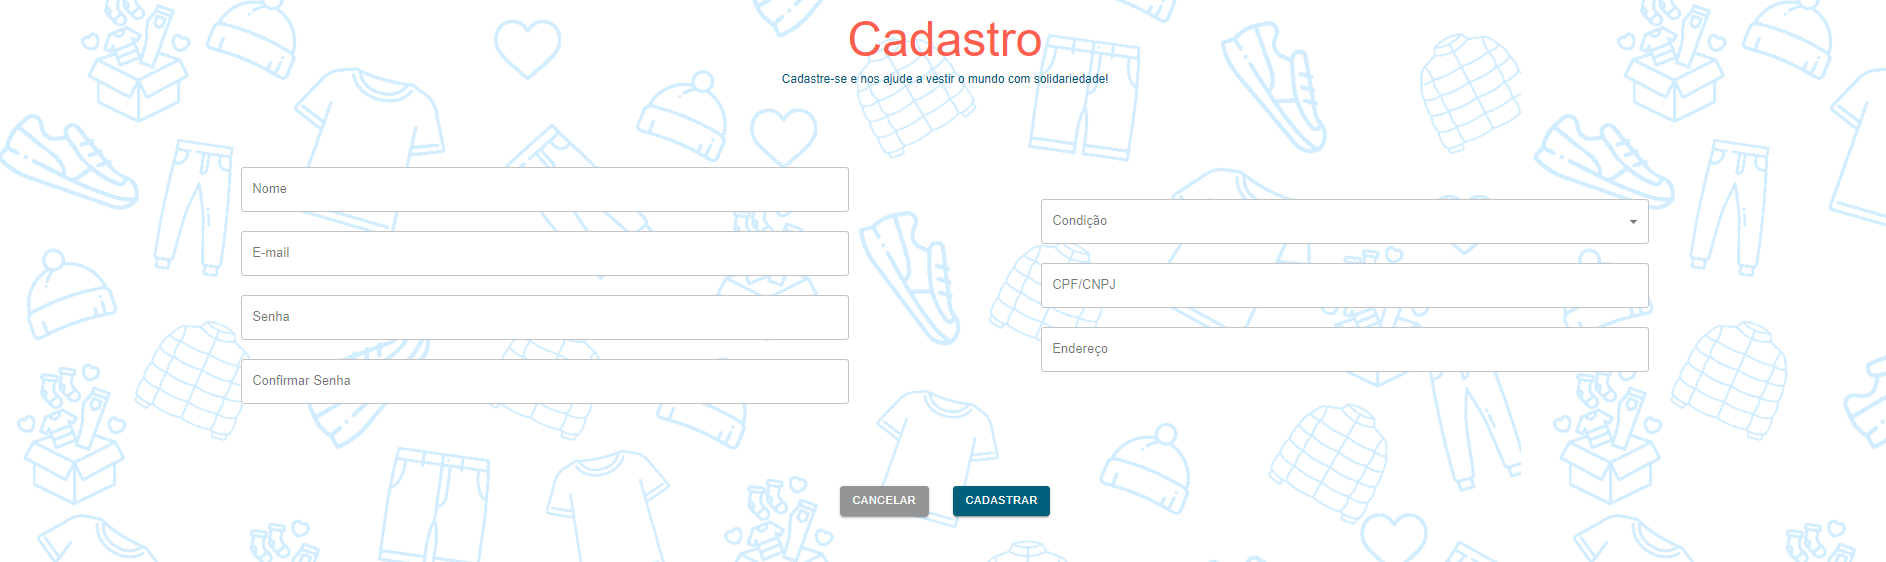 Cadastro
Cadastre-se e nos ajude a vestir o mundo com solidariedade!
Nome
E-mail
Senha
Confirmar Senha
Condição
CPF/CNPJ
Endereço
CANCELAR
CADASTRAR